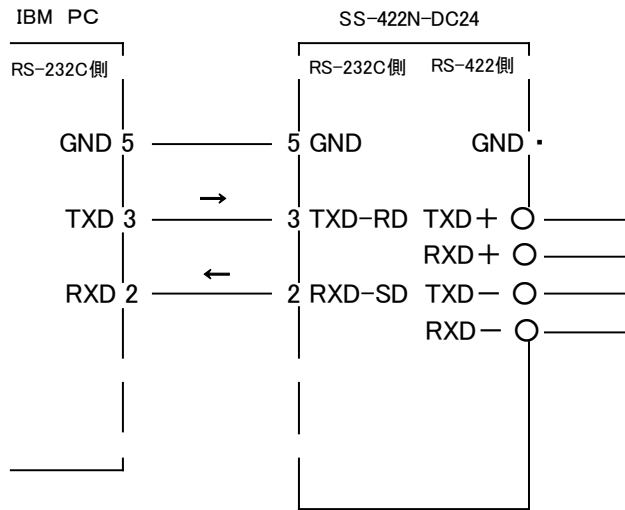 IBM PC
SS-422N-DC24
RS-232C側
RS-232C側 RS-422側
GND 5
5 GND
GND
→
TXD 3
3 TXD-RD TXD+
RXD+
←
RXD 2
2 RXD-SD TXD-
RXD-